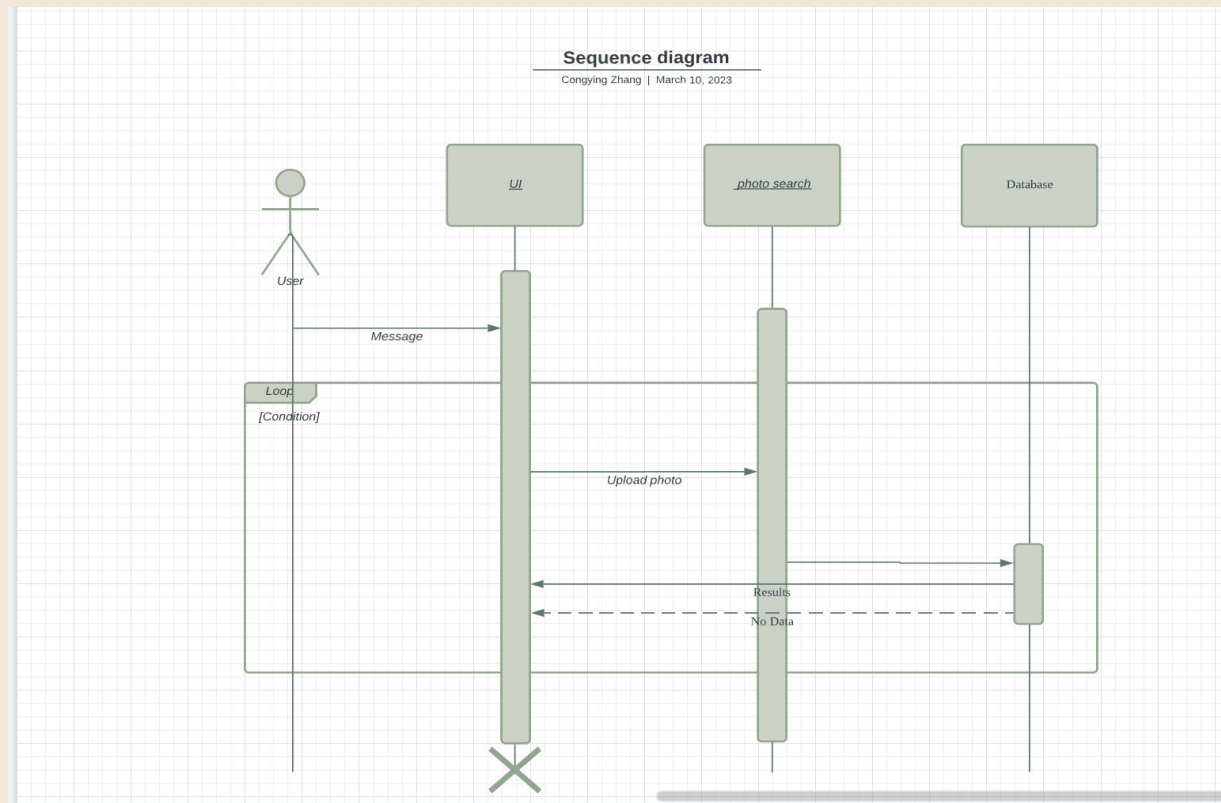 Sequence diagram
Congying Zhang | March 10, 2023
UI
photo search
Database
User
Message
Loop
[Condition]
Upload photo
Results
No Data